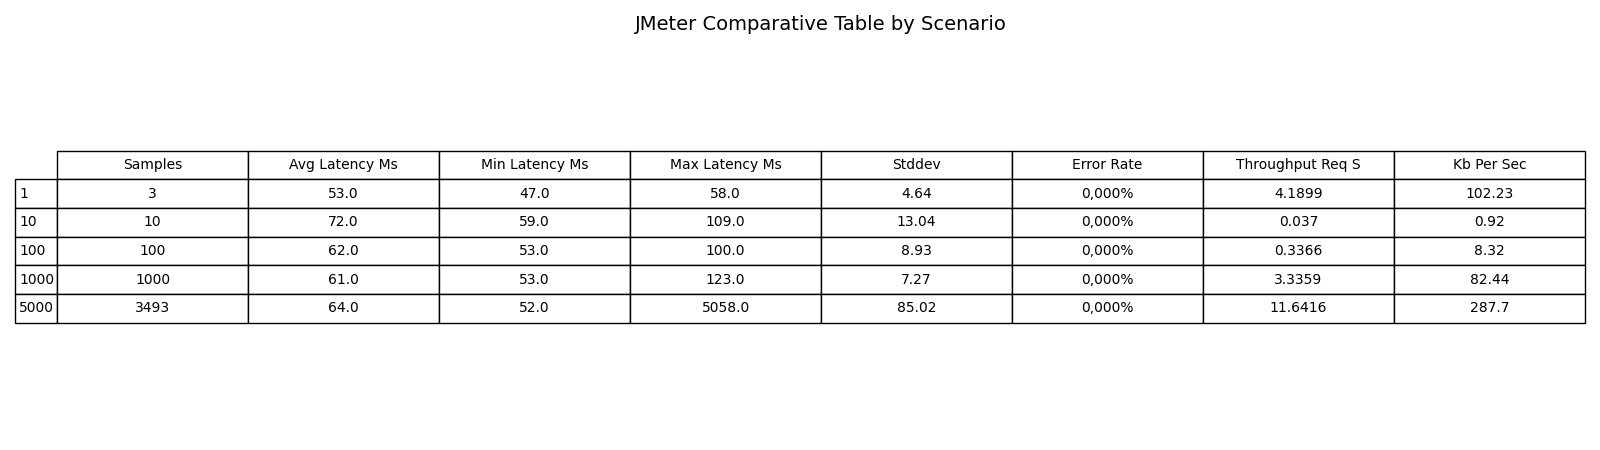 JMeter Comparative Table by Scenario
Samples Avg Latency Ms Min Latency Ms Max Latency Ms Stddev Error Rate Throughput Req S Kb Per Sec
1 3 53.0 47.0 58.0 4.64 0,000% 4.1899 102.23
10 10 72.0 59.0 109.0 13.04 0,000% 0.037 0.92
100 100 62.0 53.0 100.0 8.93 0,000% 0.3366 8.32
1000 1000 61.0 53.0 123.0 7.27 0,000% 3.3359 82.44
5000 3493 64.0 52.0 5058.0 85.02 0,000% 11.6416 287.7